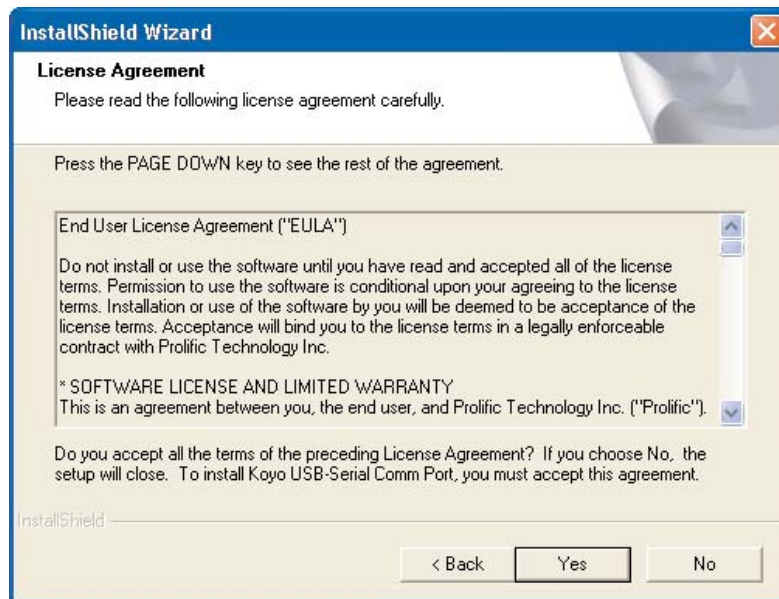 InstallShield Wizard
License Agreement
Please read the following license agreement carefully.
Press the PAGE DOWN key to see the rest of the agreement.
End User License Agreement ("EULA")
Do not install or use the software until you have read and accepted all of the license
terms. Permission to use the software is conditional upon your agreeing to the license
terms. Installation or use of the software by you will be deemed to be acceptance of the
license terms. Acceptance will bind you to the license terms in a legally enforceable
contract with Prolific Technology Inc.
* SOFTWARE LICENSE AND LIMITED WARRANTY
This is an agreement between you, the end user, and Prolific Technology Inc. ("Prolific").
Do you accept all the terms of the preceding License Agreement? If you choose No, the
setup will close. To install Koyo USB-Serial Comm Port, you must accept this agreement.
InstallShield
< Back
Yes
No